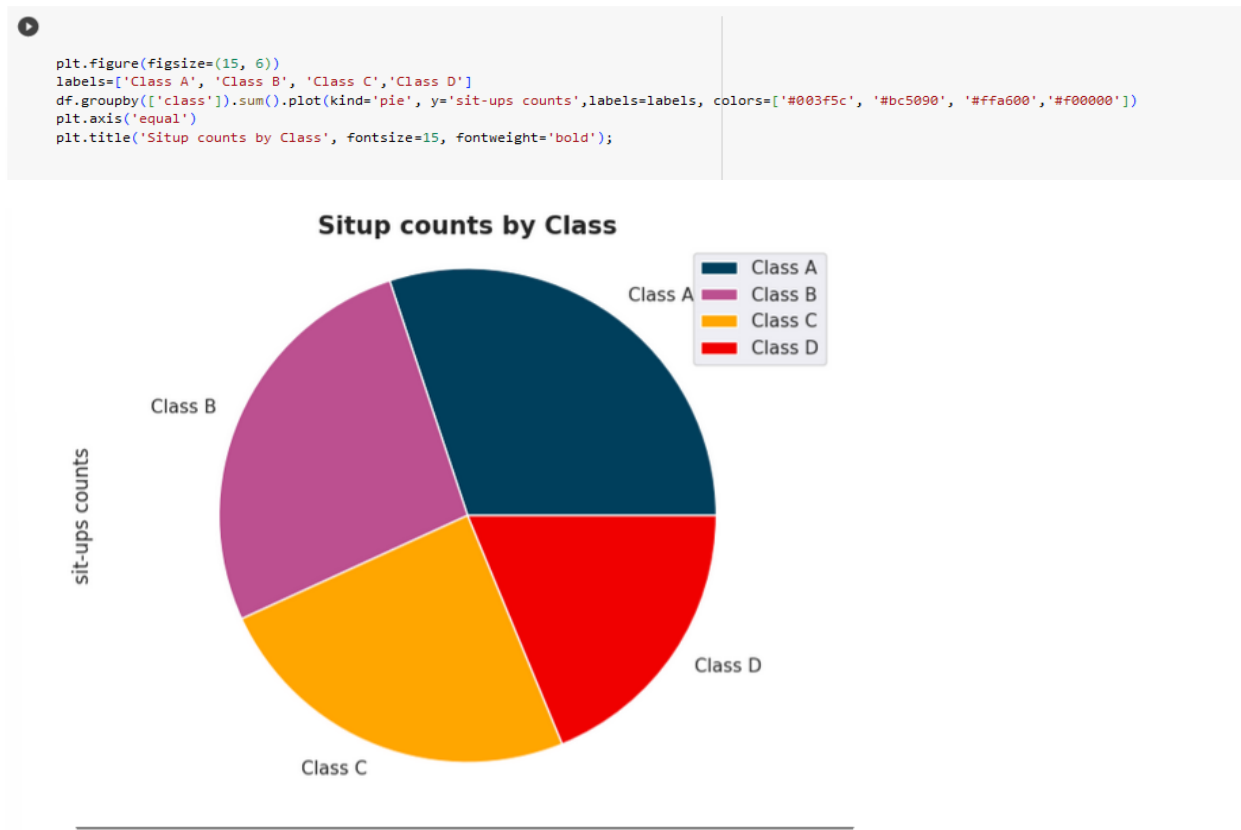 plt.figure(figsize=(15, 6))
labels=['Class A', 'Class B', 'Class C','Class D']
df.groupby(['class']).sum().plot(kind='pie', y='sit-ups counts',labels=labels, colors=['#003f5c', '#bc5090', '#ffa600','#f00000'])
plt.axis('equal')
plt.title('Situp counts by Class', fontsize=15, fontweight='bold');
Situp counts by Class
Class A
Class A
Class B
Class C
Class D
Class B
sit-ups counts
Class D
Class C